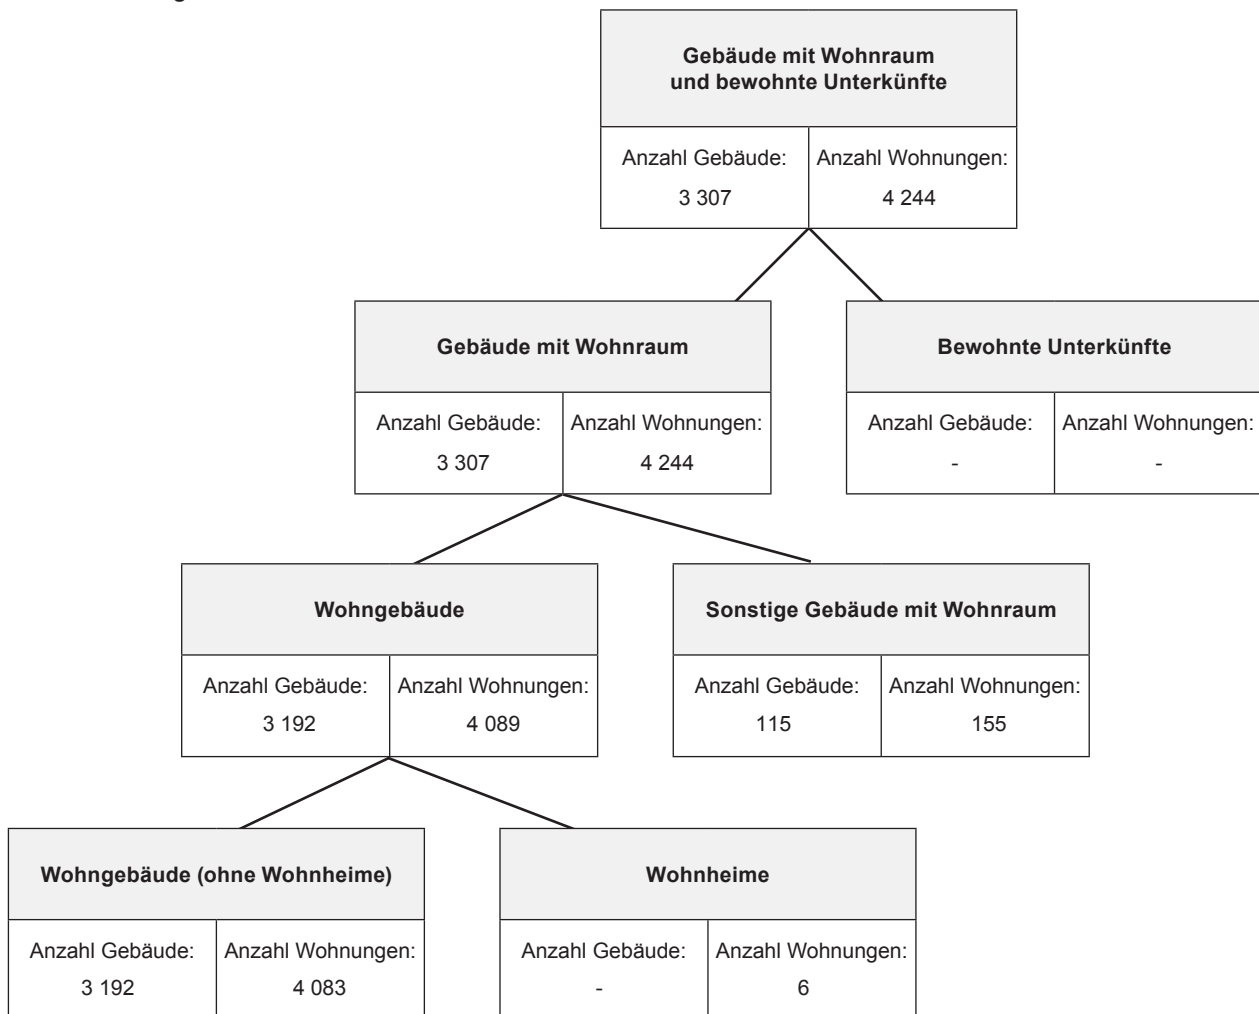 Gebäude mit Wohnraum
und bewohnte Unterkünfte
Anzahl Gebäude: Anzahl Wohnungen:
3 307 4 244
Gebäude mit Wohnraum
Anzahl Gebäude: Anzahl Wohnungen:
3 307 4 244
Bewohnte Unterkünfte
Anzahl Gebäude: Anzahl Wohnungen:
- -
Wohngebäude
Anzahl Gebäude: Anzahl Wohnungen:
3 192 4 089
Sonstige Gebäude mit Wohnraum
Anzahl Gebäude: Anzahl Wohnungen:
115 155
Wohngebäude (ohne Wohnheime)
Anzahl Gebäude: Anzahl Wohnungen:
3 192 4 083
Wohnheime
Anzahl Gebäude: Anzahl Wohnungen:
- 6